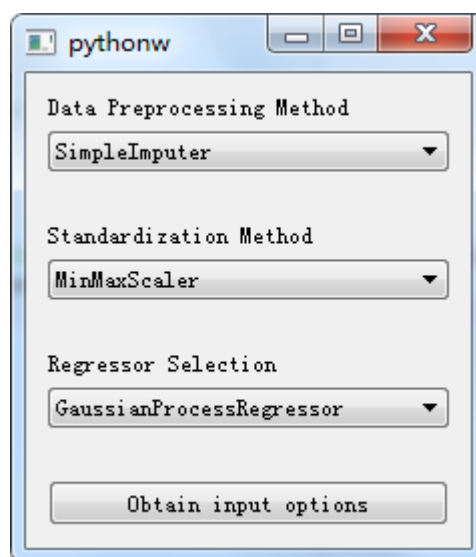 pythonw
Data Preprocessing Method
SimpleImputer
Standardization Method
MinMaxScaler
Regressor Selection
GaussianProcessRegressor
Obtain input options